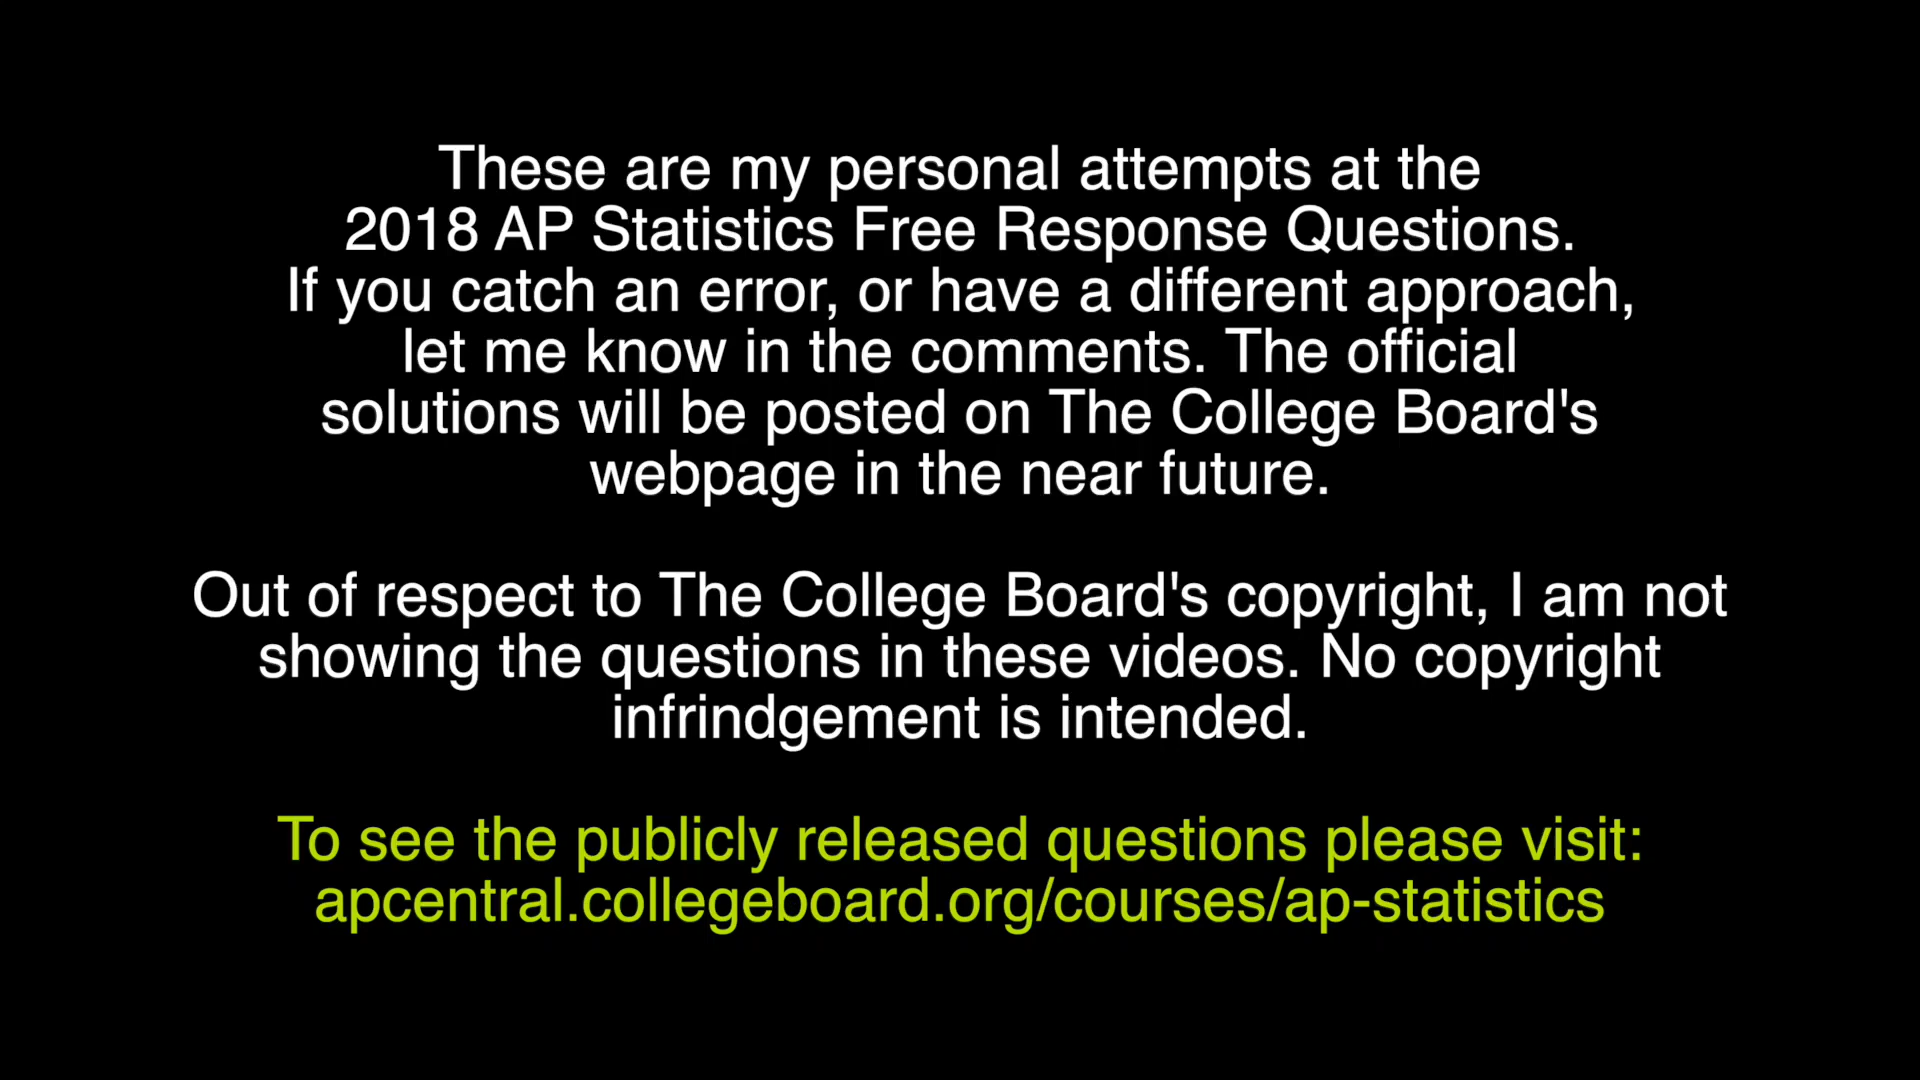 These are my personal attempts at the
2018 AP Statistics Free Response Questions.
If you catch an error, or have a different approach,
let me know in the comments. The official
solutions will be posted on The College Board's
webpage in the near future.
Out of respect to The College Board's copyright, I am not
showing the questions in these videos. No copyright
infrindgement is intended.
To see the publicly released questions please visit:
apcentral.collegeboard.org/courses/ap-statistics